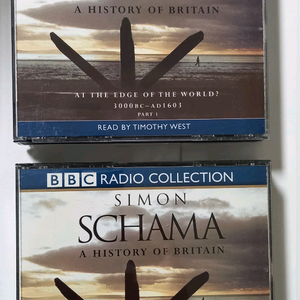 A HISTORY OF BRITAIN
AT THE EDGE OF THE WORLD?
3000BC–AD1603
PART 1
READ BY TIMOTHY WEST
BBC RADIO COLLECTION
SIMON
SCHAMA
A HISTORY OF BRITAIN